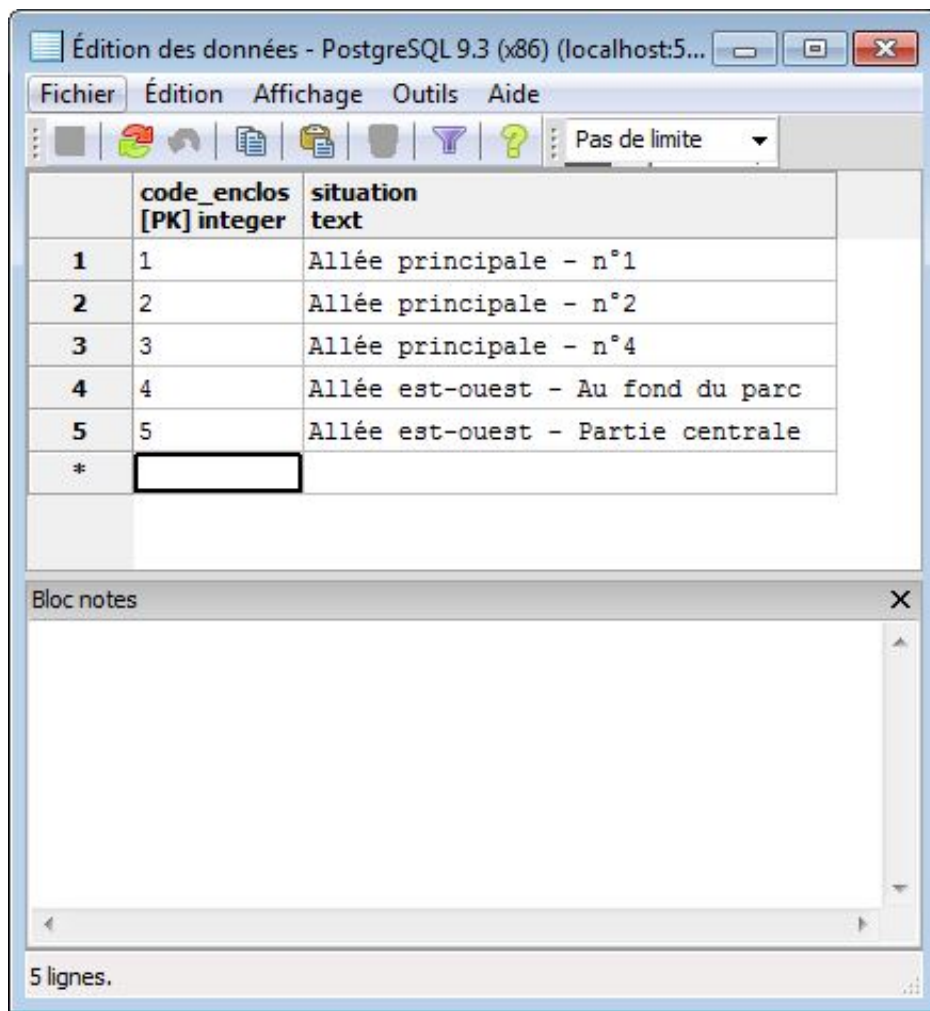 Édition des données - PostgreSQL 9.3 (x86) (localhost:5...
Fichier Édition Affichage Outils Aide
Pas de limite
code_enclos situation
[PK] integer text
1 1 Allée principale - n°1
2 2 Allée principale - n°2
3 3 Allée principale - n°4
4 4 Allée est-ouest - Au fond du parc
5 5 Allée est-ouest - Partie centrale
*
Bloc notes
5 lignes.